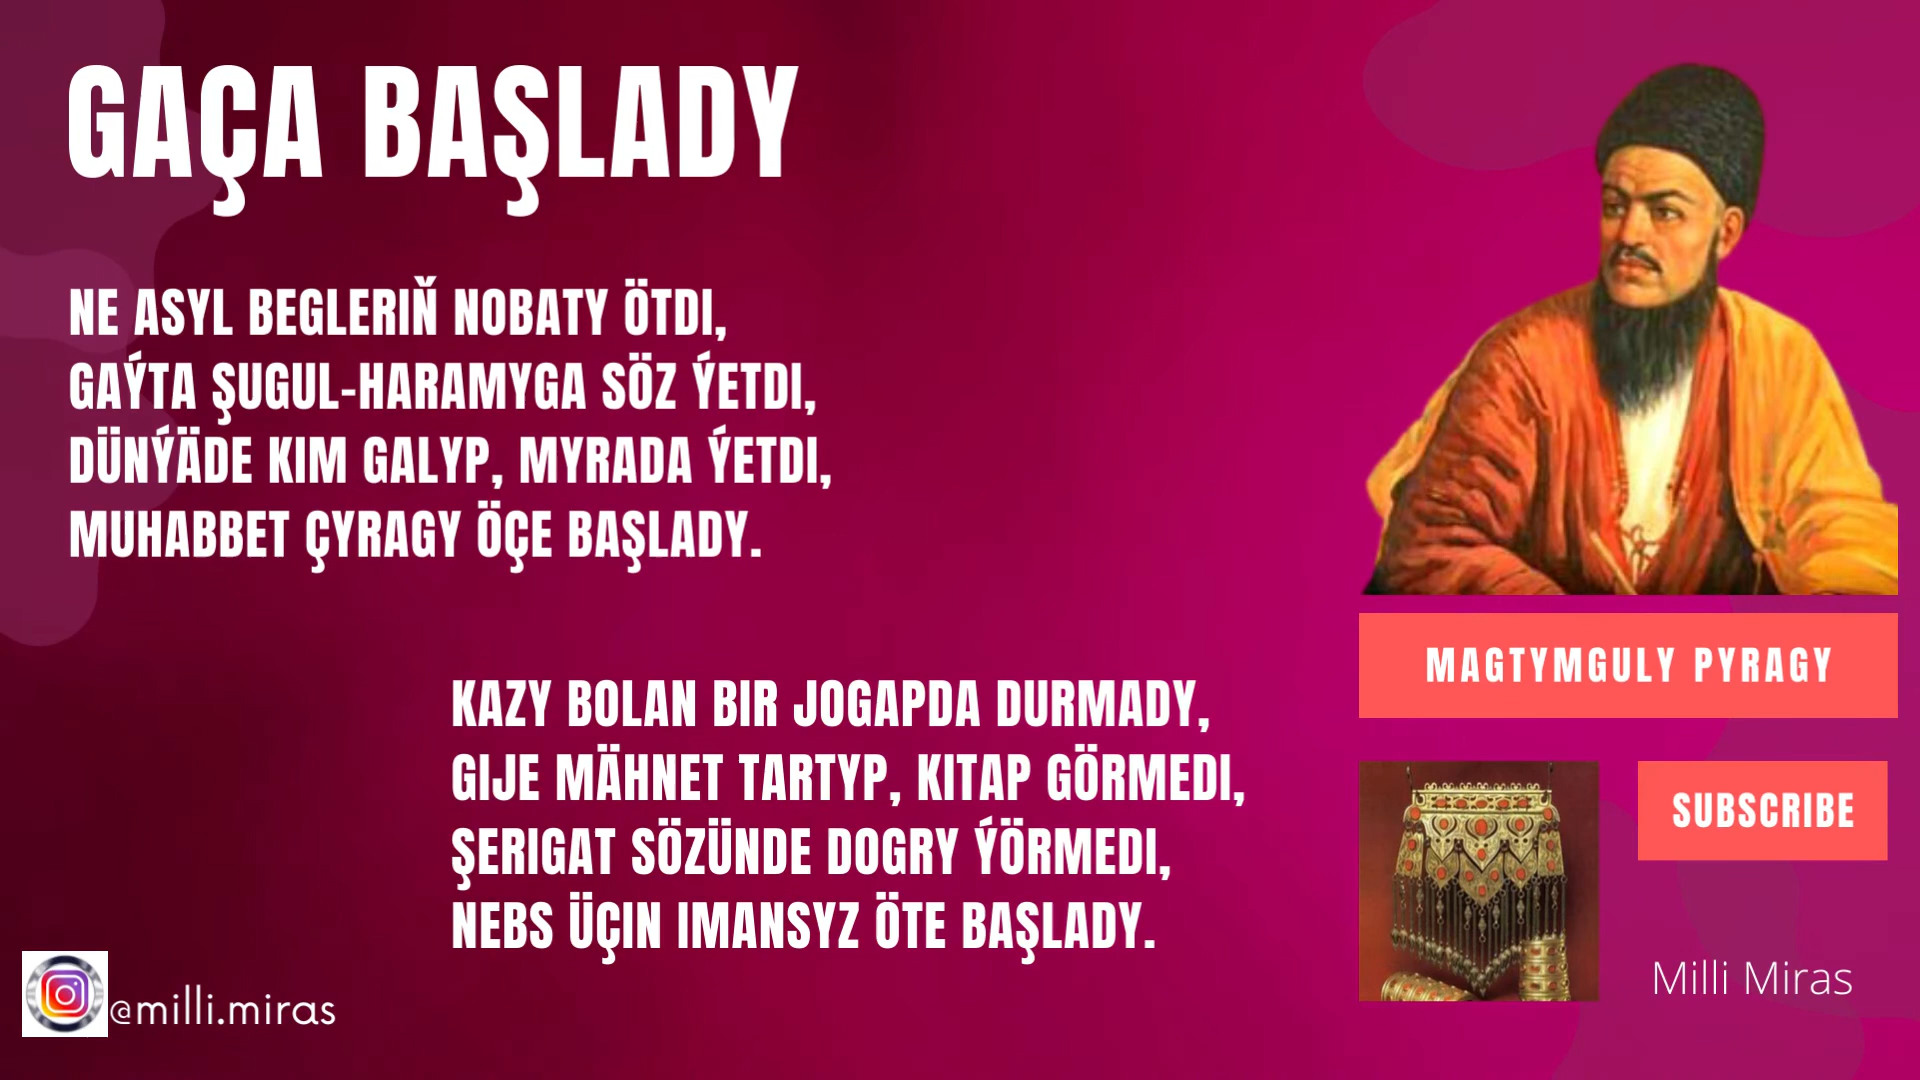 GAÇA BAŞLADY
NE ASYL BEGLERIŇ NOBATY ÖTDI,
GAÝTA ŞUGUL-HARAMYGA SÖZ ÝETDI,
DÜNÝÄDE KIM GALYP, MYRADA ÝETDI,
MUHABBET ÇYRAGY ÖÇE BAŞLADY.
KAZY BOLAN BIR JOGAPDA DURMADY,
GIJE MÄHNET TARTYP, KITAP GÖRMEDI,
ŞERIGAT SÖZÜNDE DOGRY ÝÖRMEDI,
NEBS ÜÇIN IMANSYZ ÖTE BAŞLADY.
MAGTYMGULY PYRAGY
SUBSCRIBE
Milli Miras
@milli.miras